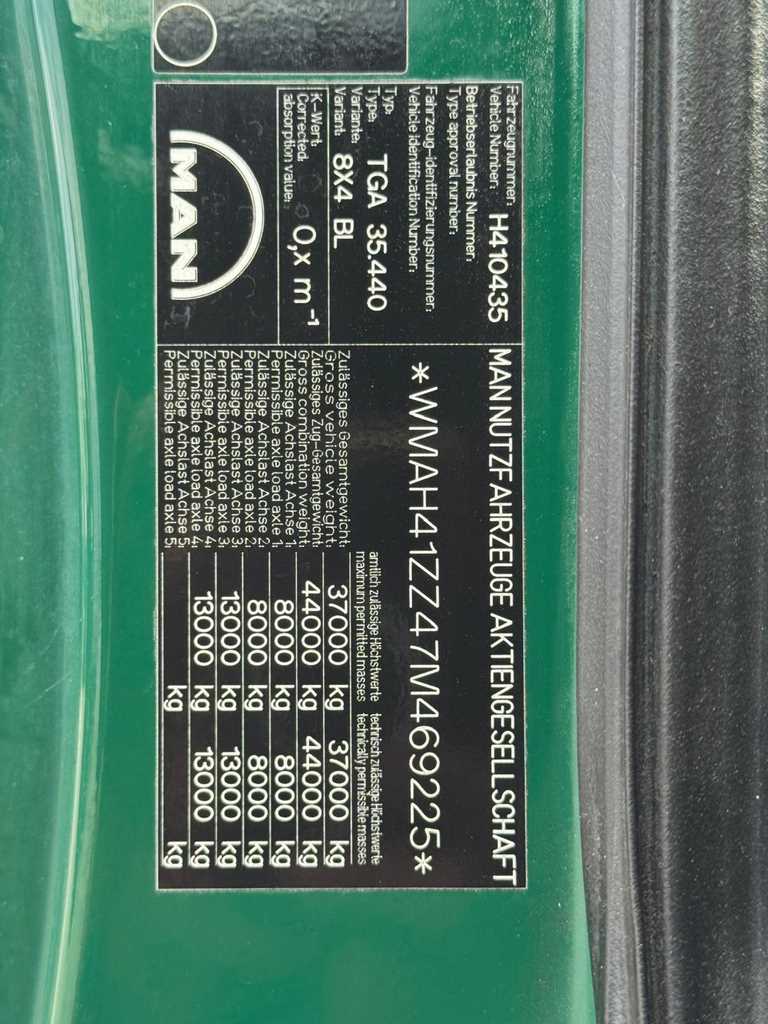 Fahrzeugnummer:
Vehicle Number: H410435
MAN NUTZFAHRZEUGE AKTIENGESELLSCHAFT
Betriebserlaubnis Nummer:
Type approval number:
Fahrzeug-identifizierungsnummer:
Vehicle identification Number:
*WMAH41ZZ47M469225*
Typ:
Type: TGA 35.440
Variante:
Variant: 8X4 BL
K-Wert
Corrected:
absorption value: 0,x m⁻¹
MAN
amtlich zulässige Höchstwerte technisch zulässige Höchstwerte
maximum permitted masses technically permissible masses
Zulässiges Gesamtgewicht:
Gross vehicle weight: 37000 kg 37000 kg
Zulässiges Zug-Gesamtgewicht:
Gross combination weight: 44000 kg 44000 kg
Zulässige Achslast Achse 1:
Permissible axle load axle 1: 8000 kg 8000 kg
Zulässige Achslast Achse 2:
Permissible axle load axle 2: 8000 kg 8000 kg
Zulässige Achslast Achse 3:
Permissible axle load axle 3: 13000 kg 13000 kg
Zulässige Achslast Achse 4:
Permissible axle load axle 4: 13000 kg 13000 kg
Zulässige Achslast Achse 5:
Permissible axle load axle 5: kg kg